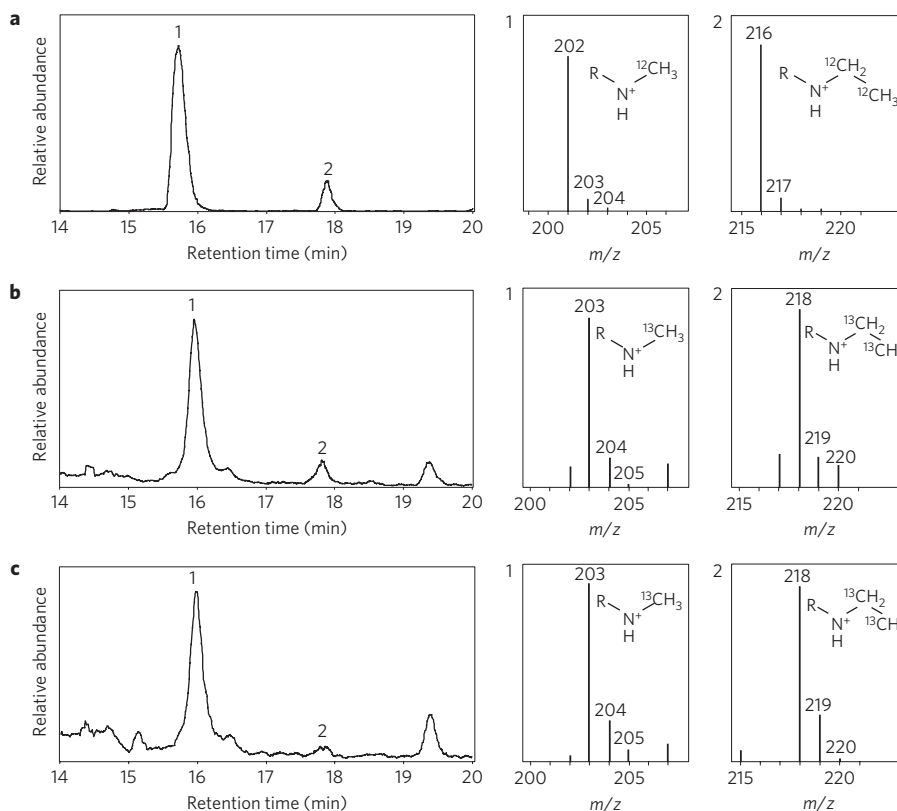 a
1
2
Relative abundance
14 15 16 17 18 19 20
Retention time (min)
1
202
203
204
R
N+
H
12CH3
200 205
m/z
2
216
217
R
N+
H
12CH2
12CH3
215 220
m/z
b
1
2
Relative abundance
14 15 16 17 18 19 20
Retention time (min)
1
203
204
205
R
N+
H
13CH3
200 205
m/z
2
218
219
220
R
N+
H
13CH2
13CH
215 220
m/z
c
1
2
Relative abundance
14 15 16 17 18 19 20
Retention time (min)
1
203
204
205
R
N+
H
13CH3
200 205
m/z
2
218
219
220
R
N+
H
13CH2
13CH
215 220
m/z